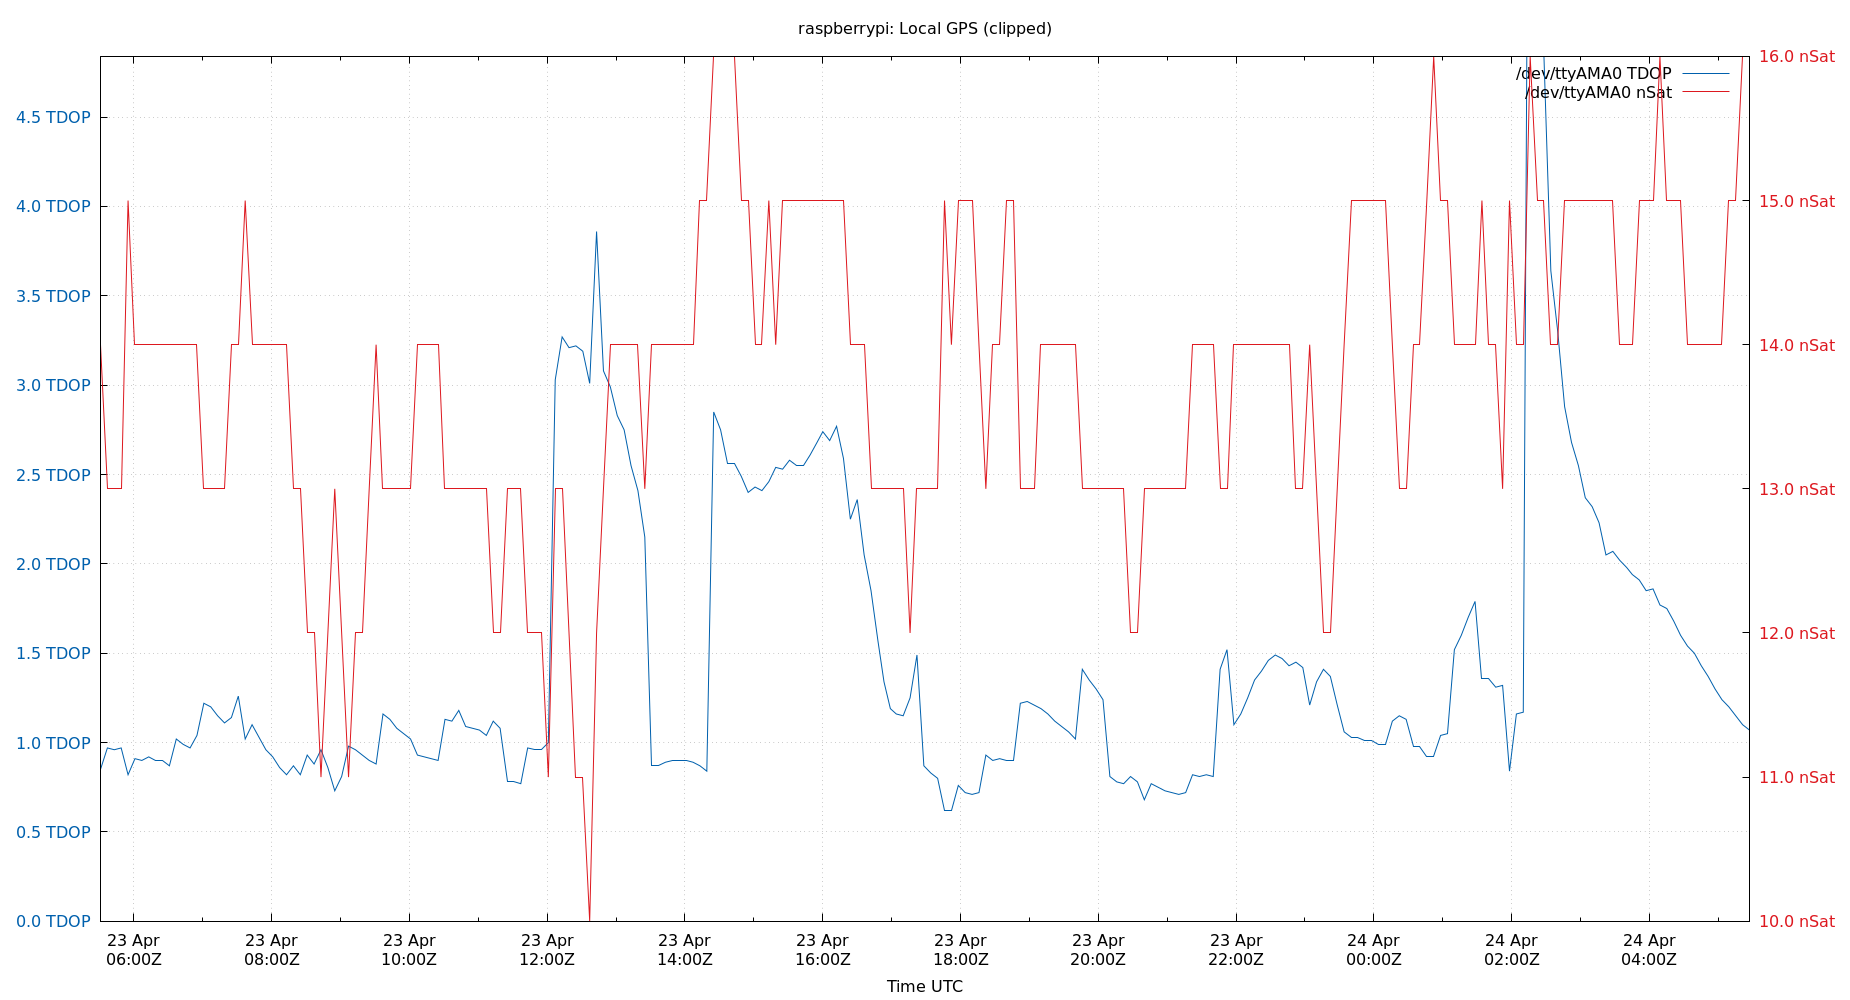 raspberrypi: Local GPS (clipped)
16.0 nSat
/dev/ttyAMA0 TDOP
/dev/ttyAMA0 nSat
4.5 TDOP
4.0 TDOP
15.0 nSat
3.5 TDOP
14.0 nSat
3.0 TDOP
2.5 TDOP
13.0 nSat
2.0 TDOP
1.5 TDOP
12.0 nSat
1.0 TDOP
11.0 nSat
0.5 TDOP
0.0 TDOP
10.0 nSat
23 Apr 23 Apr 23 Apr 23 Apr 23 Apr 23 Apr 23 Apr 23 Apr 23 Apr 24 Apr 24 Apr 24 Apr
06:00Z 08:00Z 10:00Z 12:00Z 14:00Z 16:00Z 18:00Z 20:00Z 22:00Z 00:00Z 02:00Z 04:00Z
Time UTC